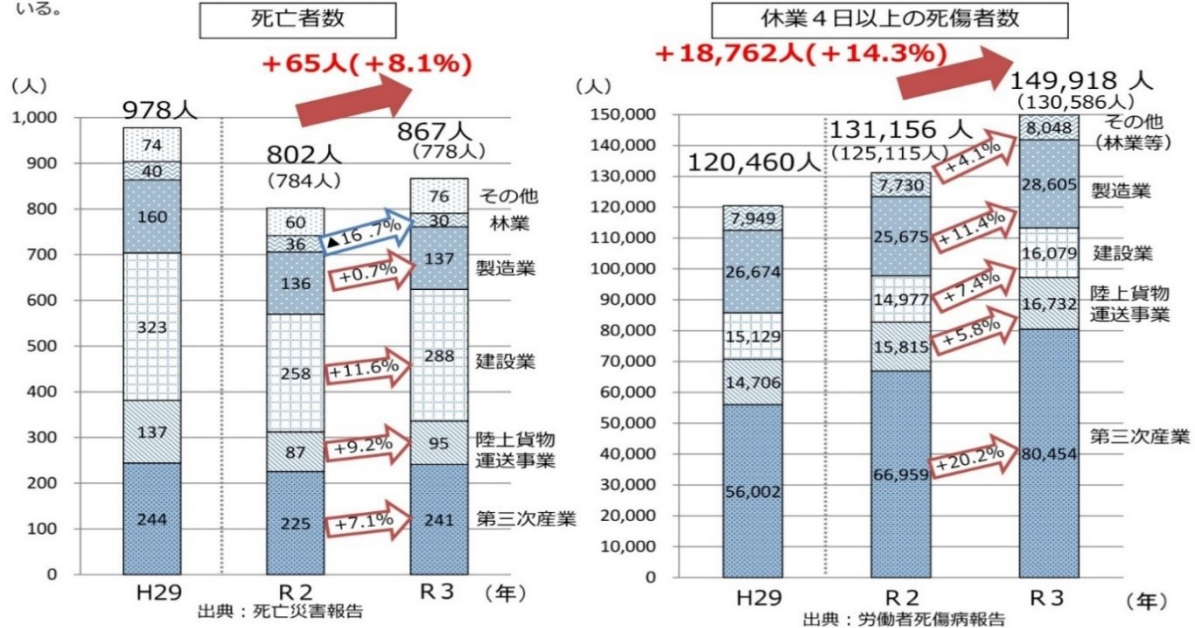 いる。
死亡者数
+65人(+8.1%)
(人)
1,000
900
800
700
600
500
400
300
200
100
0
978人
74
40
160
323
137
244
802人
(784人)
60
36
136
258
87
225
▲16.7%
+0.7%
+11.6%
+9.2%
+7.1%
867人
(778人)
76
30
137
288
95
241
その他
林業
製造業
建設業
陸上貨物
運送事業
第三次産業
H29
R2
R3
(年)
出典:死亡災害報告
休業4日以上の死傷者数
+18,762人(+14.3%)
(人)
150,000
140,000
130,000
120,000
110,000
100,000
90,000
80,000
70,000
60,000
50,000
40,000
30,000
20,000
10,000
0
120,460人
7,949
26,674
15,129
14,706
56,002
131,156 人
(125,115人)
7,730
25,675
14,977
15,815
66,959
+4.1%
+11.4%
+7.4%
+5.8%
+20.2%
149,918 人
(130,586人)
8,048
28,605
16,079
16,732
80,454
その他
(林業等)
製造業
建設業
陸上貨物
運送事業
第三次産業
H29
R2
R3
(年)
出典:労働者死傷病報告